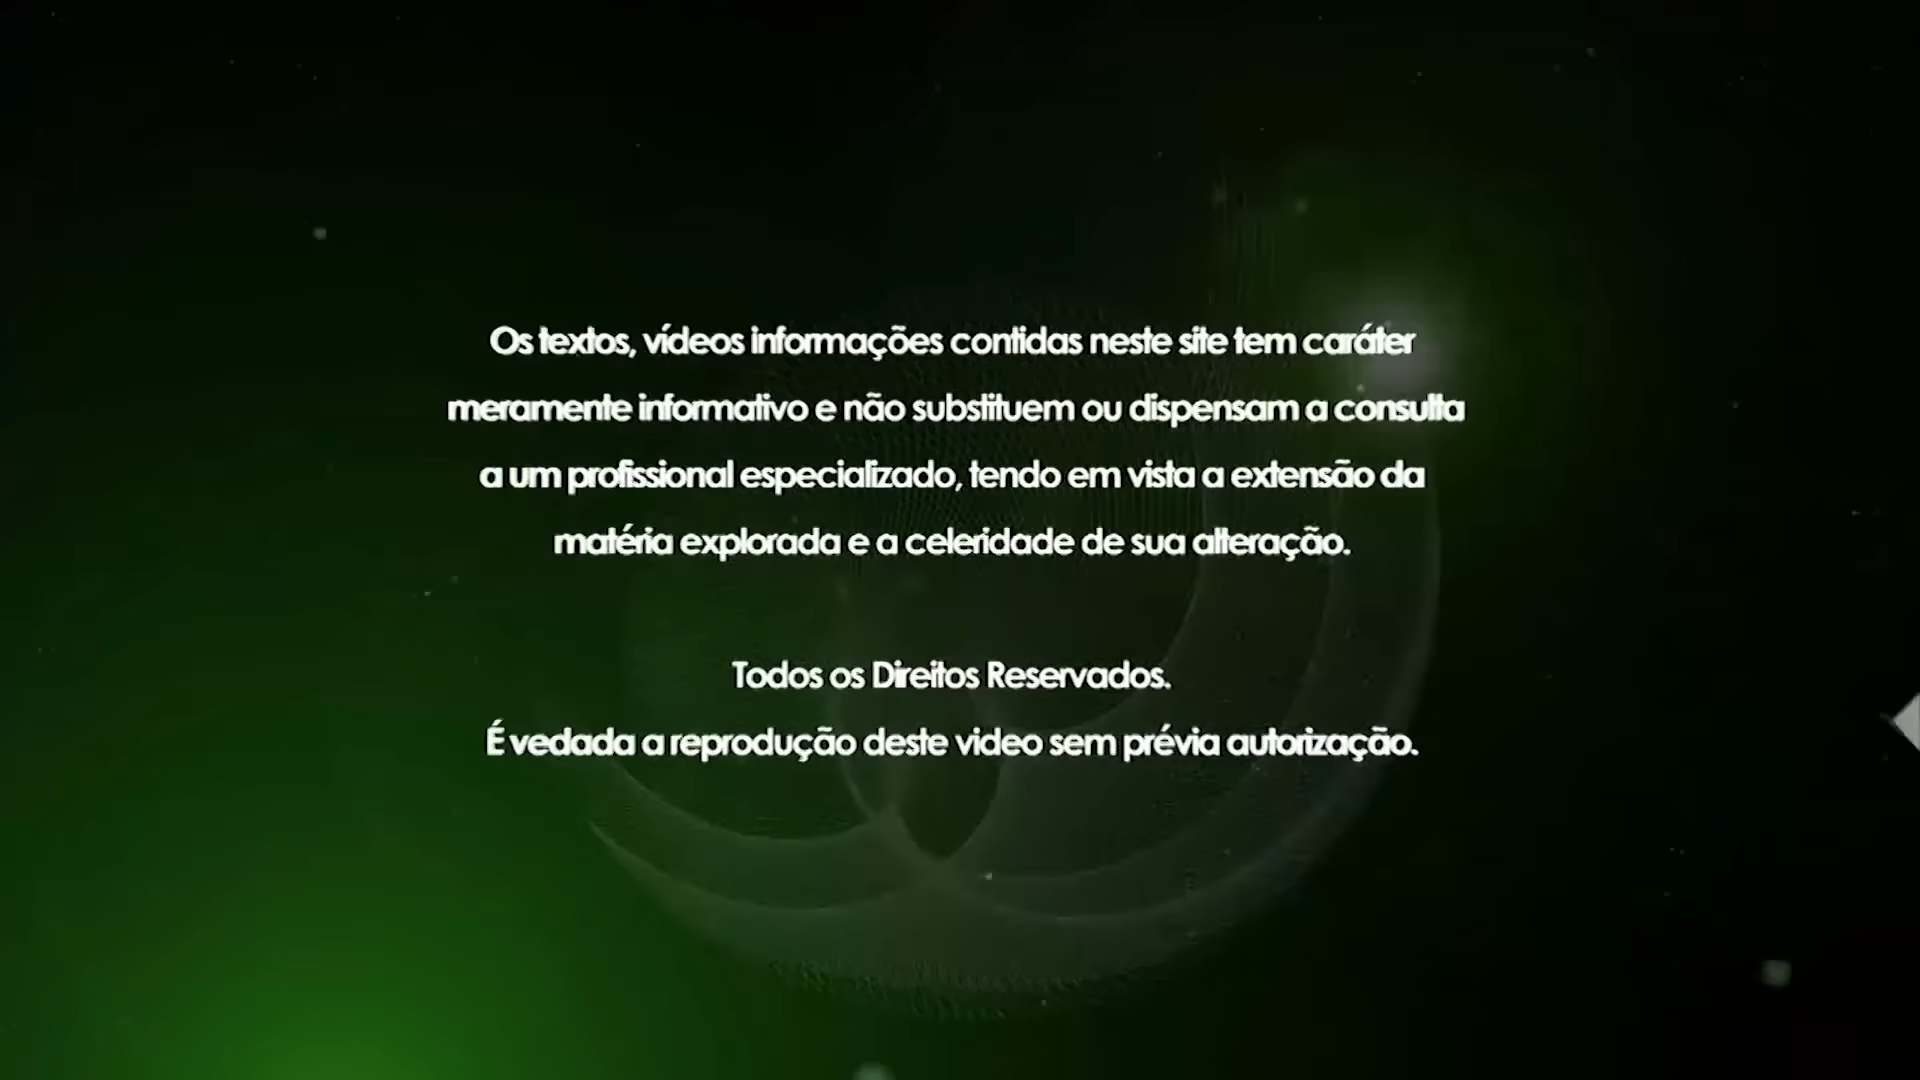 Os textos, vídeos informações contidas neste site tem caráter
meramente informativo e não substituem ou dispensam a consulta
a um profissional especializado, tendo em vista a extensão da
matéria explorada e a celeridade de sua alteração.
Todos os Direitos Reservados.
É vedada a reprodução deste video sem prévia autorização.